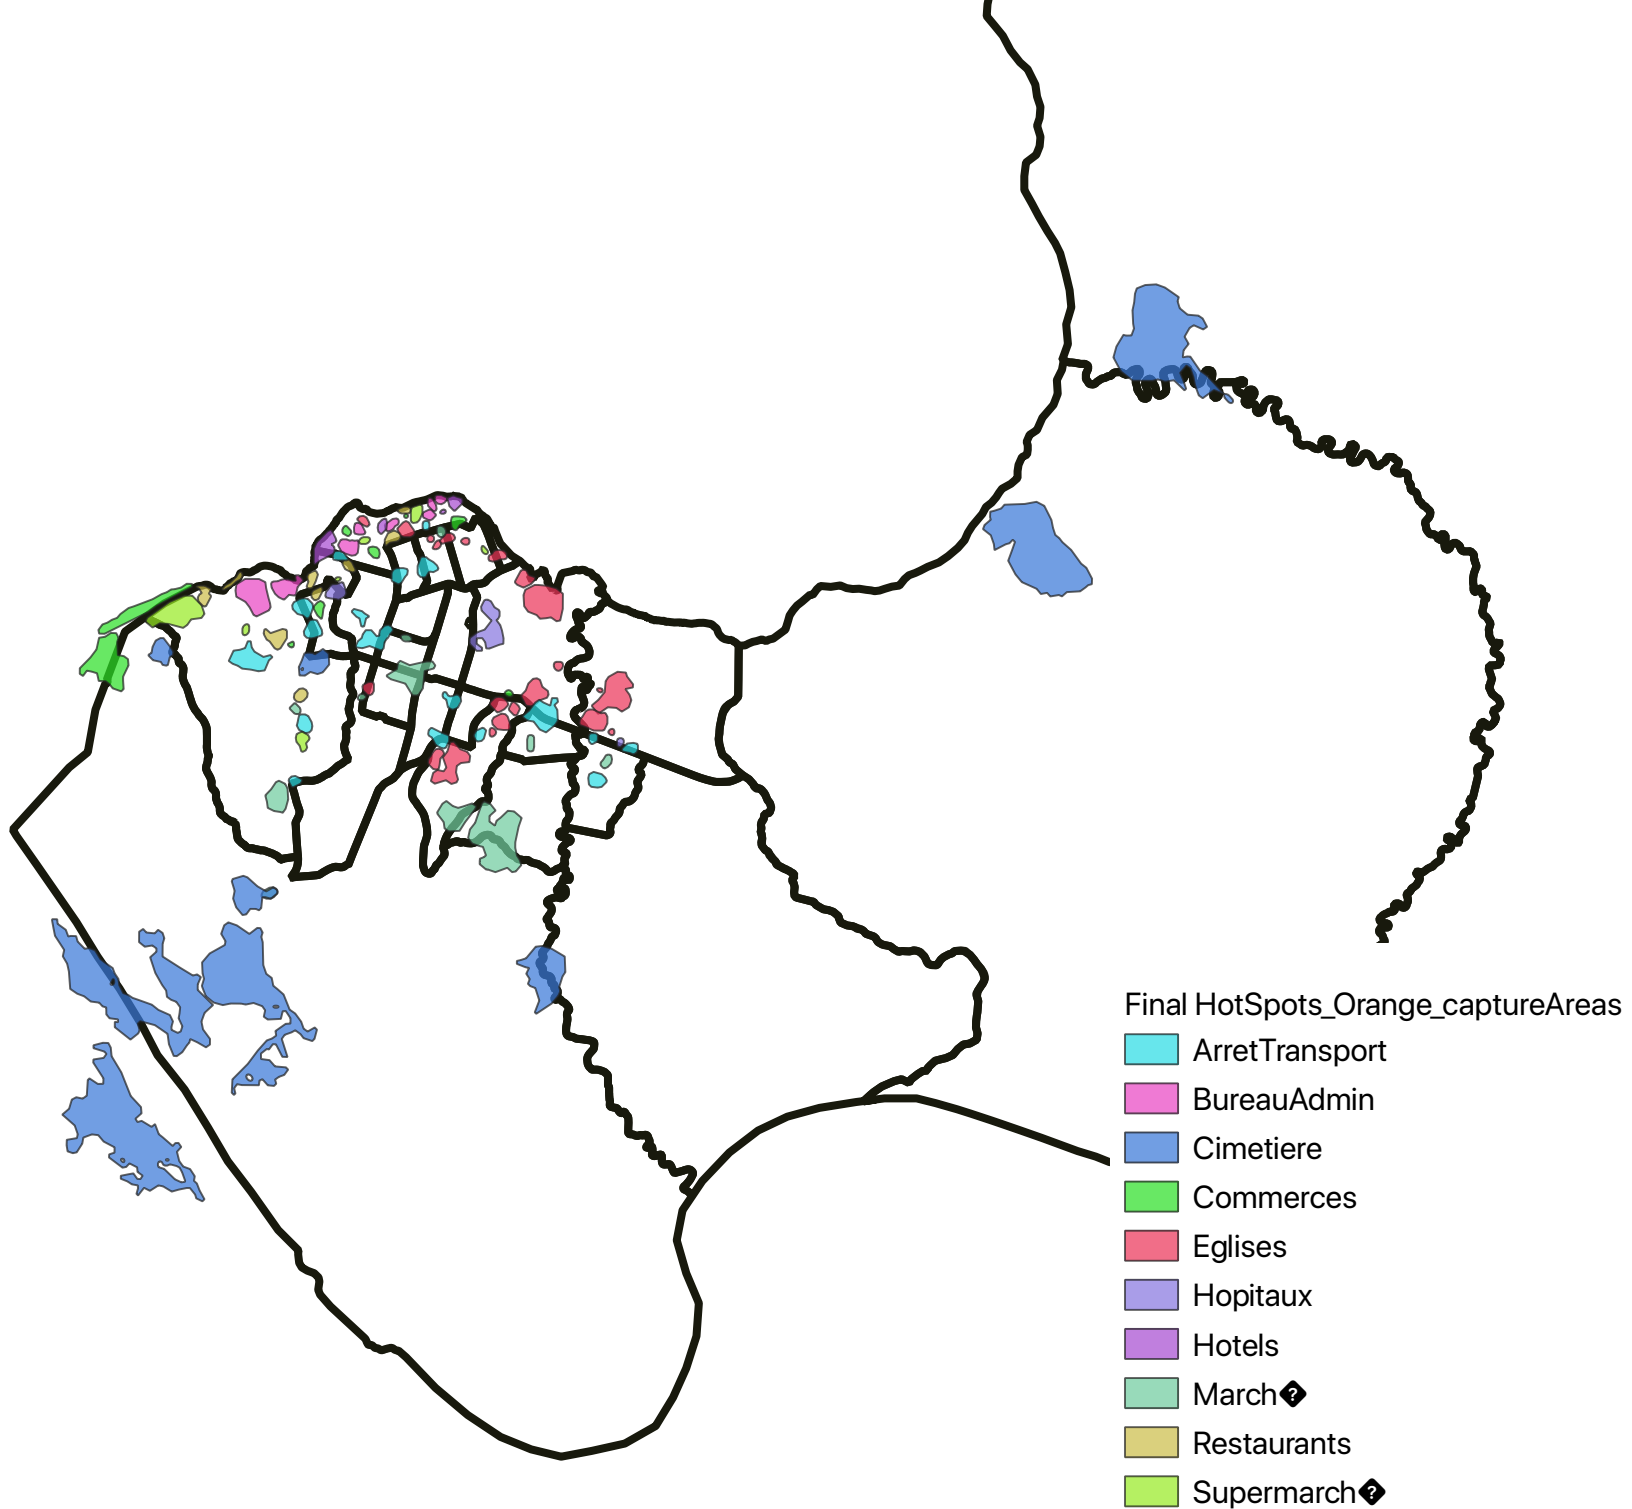 Final HotSpots_Orange_captureAreas
ArretTransport
BureauAdmin
Cimetiere
Commerces
Eglises
Hopitaux
Hotels
March�
Restaurants
Supermarch�